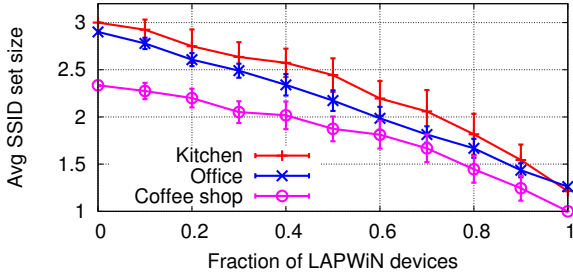 Avg SSID set size
3
2.5
2
1.5
1
Kitchen
Office
Coffee shop
0 0.2 0.4 0.6 0.8 1
Fraction of LAPWiN devices